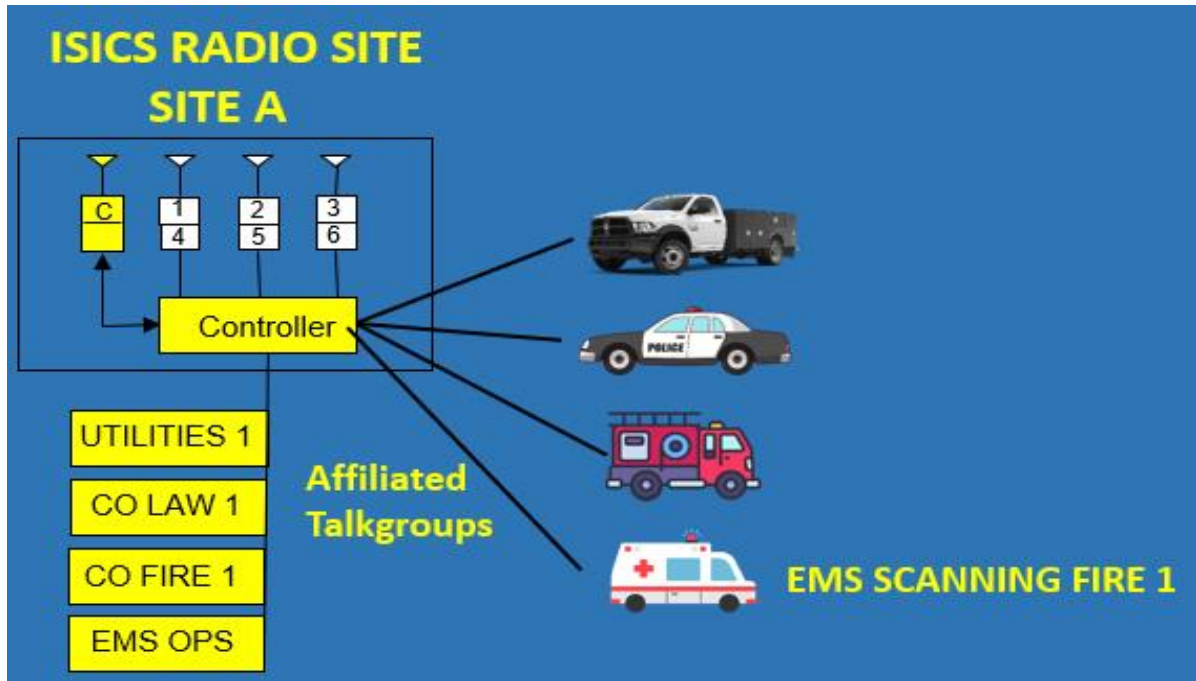 ISICS RADIO SITE
SITE A
C
1
4
2
5
3
6
Controller
POLICE
UTILITIES 1
CO LAW 1
CO FIRE 1
EMS OPS
Affiliated
Talkgroups
EMS SCANNING FIRE 1